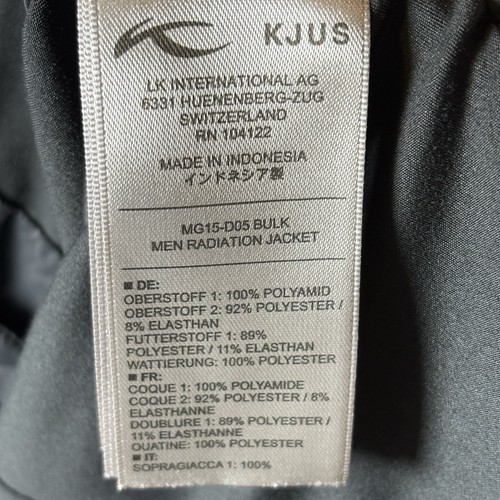 KJUS
LK INTERNATIONAL AG
6331 HUENENBERG-ZUG
SWITZERLAND
RN 104122
MADE IN INDONESIA
インドネシア製
MG15-D05 BULK
MEN RADIATION JACKET
■ DE:
OBERSTOFF 1: 100% POLYAMID
OBERSTOFF 2: 92% POLYESTER /
8% ELASTHAN
FUTTERSTOFF 1: 89%
POLYESTER / 11% ELASTHAN
WATTIERUNG: 100% POLYESTER
■ FR:
COQUE 1: 100% POLYAMIDE
COQUE 2: 92% POLYESTER / 8%
ELASTHANNE
DOUBLURE 1: 89% POLYESTER /
11% ELASTHANNE
OUATINE: 100% POLYESTER
■ IT:
SOPRAGIACCA 1: 100%